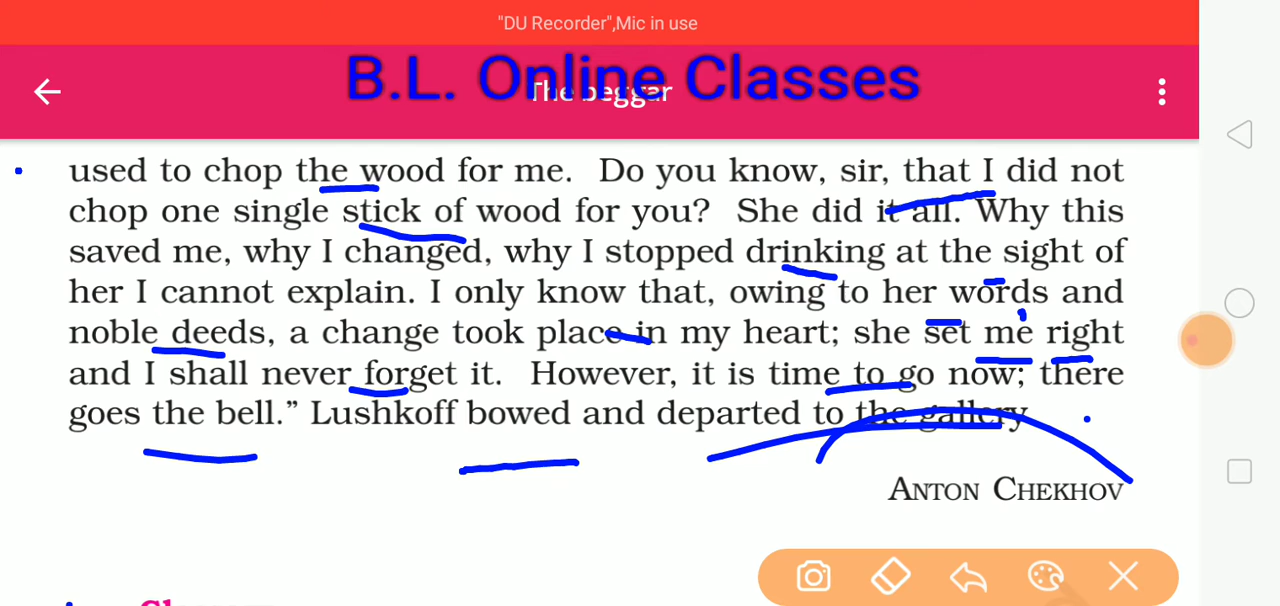 "DU Recorder",Mic in use
B.L. Online Classes
The beggar
used to chop the wood for me. Do you know, sir, that I did not
chop one single stick of wood for you? She did it all. Why this
saved me, why I changed, why I stopped drinking at the sight of
her I cannot explain. I only know that, owing to her words and
noble deeds, a change took place in my heart; she set me right
and I shall never forget it. However, it is time to go now; there
goes the bell.” Lushkoff bowed and departed to the gallery
ANTON CHEKHOV